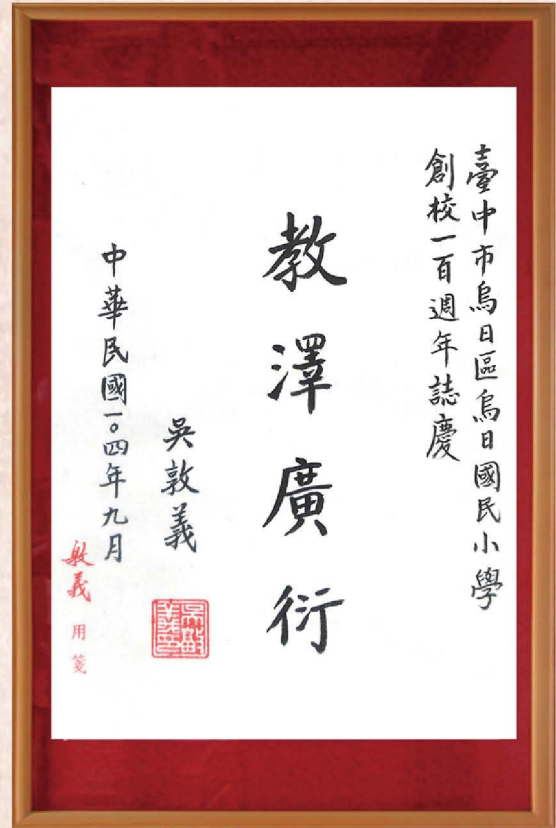 臺中市烏日區烏日國民小學
創校一百週年誌慶
教澤廣衍
吳敦義
中華民國一〇四年九月
敦義用箋